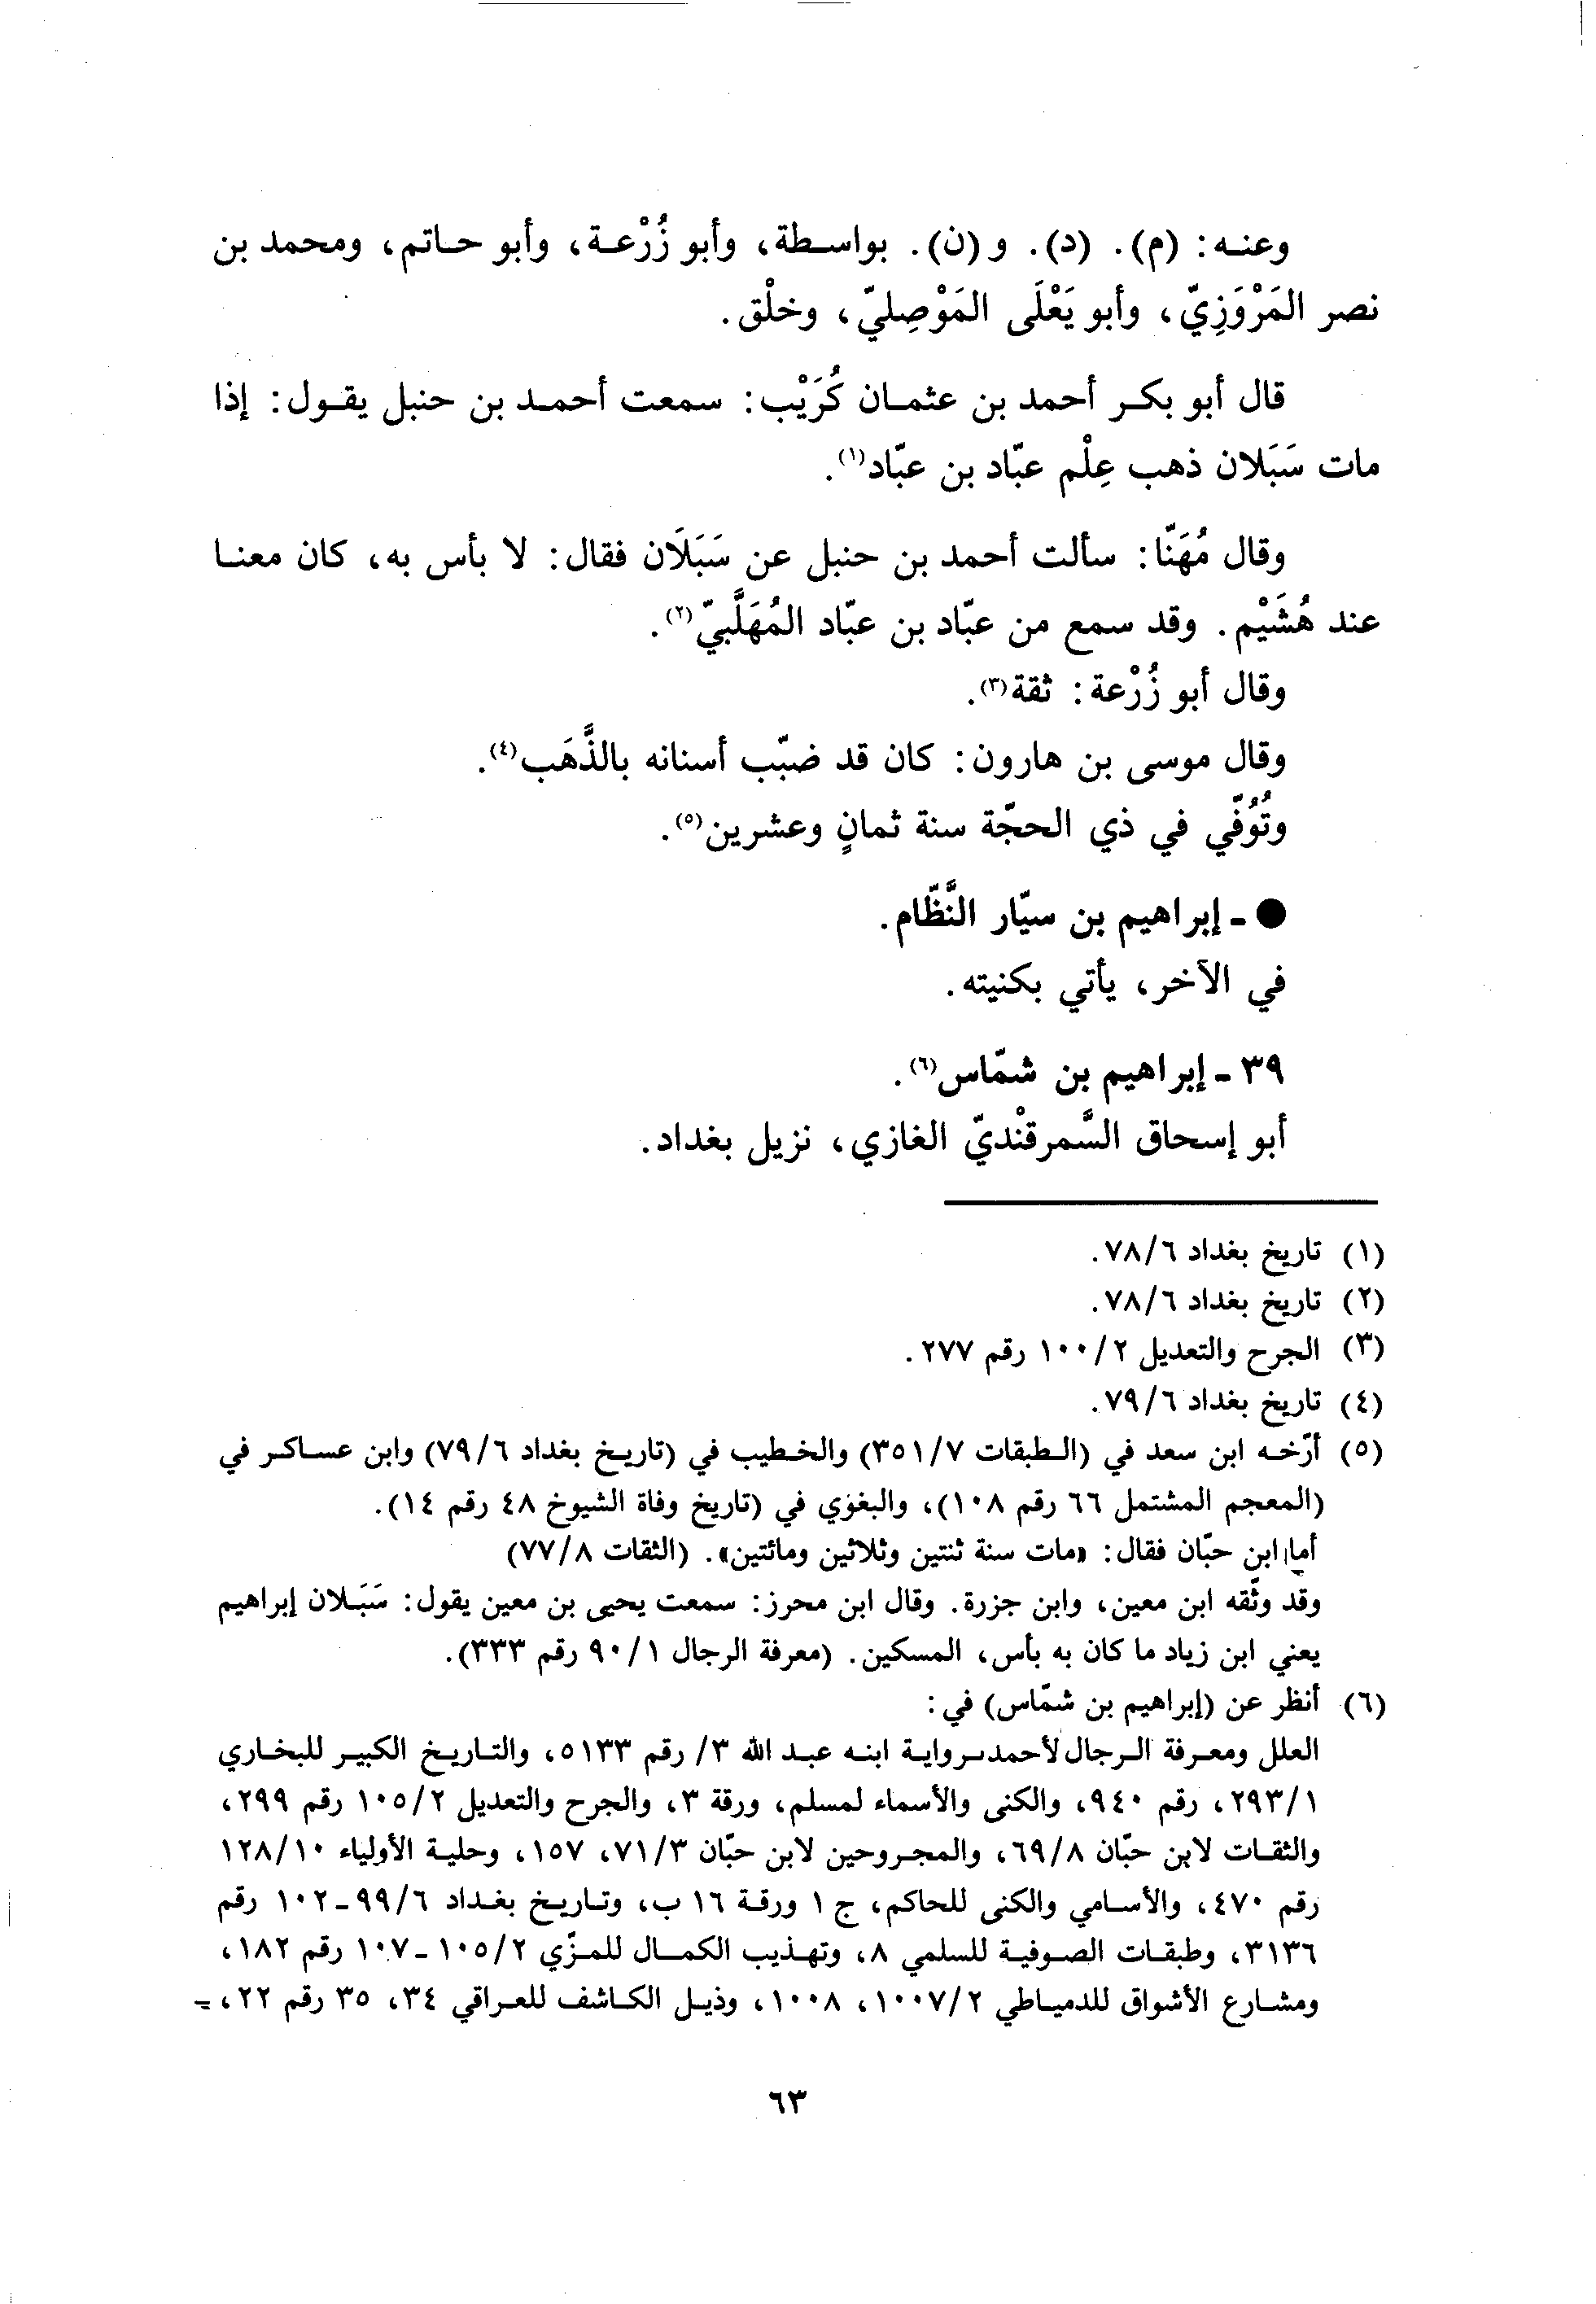 وعنه: (م). (د). و (ن). بواسطة، وأبو زُرْعة، وأبو حاتم، ومحمد بن
نصر المَرْوَزِيّ، وأبو يَعْلَى المَوْصِليّ، وخلْق.
قال أبو بكر أحمد بن عثمان كُرَيْب: سمعت أحمد بن حنبل يقول: إذا
مات سَبَلان ذهب عِلْم عبّاد بن عبّاد(١).
وقال مُهَنّا: سألت أحمد بن حنبل عن سَبَلَان فقال: لا بأس به، كان معنا
عند هُشَيْم. وقد سمع من عبّاد بن عبّاد المُهَلَّبيّ(٢).
وقال أبو زُرْعة: ثقة(٣).
وقال موسى بن هارون: كان قد ضبّب أسنانه بالذَّهَب(٤).
وتُوُفّي في ذي الحجّة سنة ثمانٍ وعشرين(٥).
● ـ إبراهيم بن سيّار النَّظّام.
في الآخر، يأتي بكنيته.
٣٩ ـ إبراهيم بن شمّاس(٦).
أبو إسحاق السَّمرقنْديّ الغازي، نزيل بغداد.
(١) تاريخ بغداد ٧٨/٦.
(٢) تاريخ بغداد ٧٨/٦.
(٣) الجرح والتعديل ١٠٠/٢ رقم ٢٧٧.
(٤) تاريخ بغداد ٧٩/٦.
(٥) أرّخه ابن سعد في (الطبقات ٣٥١/٧) والخطيب في (تاريخ بغداد ٧٩/٦) وابن عساكر في
(المعجم المشتمل ٦٦ رقم ١٠٨)، والبغوي في (تاريخ وفاة الشيوخ ٤٨ رقم ١٤).
أما ابن حبّان فقال: «مات سنة ثنتين وثلاثين ومائتين». (الثقات ٧٧/٨)
وقد وثّقه ابن معين، وابن جزرة. وقال ابن محرز: سمعت يحيى بن معين يقول: سَبَلان إبراهيم
يعني ابن زياد ما كان به بأس، المسكين. (معرفة الرجال ٩٠/١ رقم ٣٣٣).
(٦) أنظر عن (إبراهيم بن شمّاس) في:
العلل ومعرفة الرجال لأحمد برواية ابنه عبد الله ٣/ رقم ٥١٣٣، والتاريخ الكبير للبخاري
٢٩٣/١، رقم ٩٤٠، والكنى والأسماء لمسلم، ورقة ٣، والجرح والتعديل ١٠٥/٢ رقم ٢٩٩،
والثقات لابن حبّان ٦٩/٨، والمجروحين لابن حبّان ٧١/٣، ١٥٧، وحلية الأولياء ١٢٨/١٠
رقم ٤٧٠، والأسامي والكنى للحاكم، ج ١ ورقة ١٦ ب، وتاريخ بغداد ٩٩/٦ـ١٠٢ رقم
٣١٣٦، وطبقات الصوفية للسلمي ٨، وتهذيب الكمال للمزّي ١٠٥/٢ـ١٠٧ رقم ١٨٢،
ومشارع الأشواق للدمياطي ١٠٠٧/٢، ١٠٠٨، وذيل الكاشف للعراقي ٣٤، ٣٥ رقم ٢٢، =
٦٣